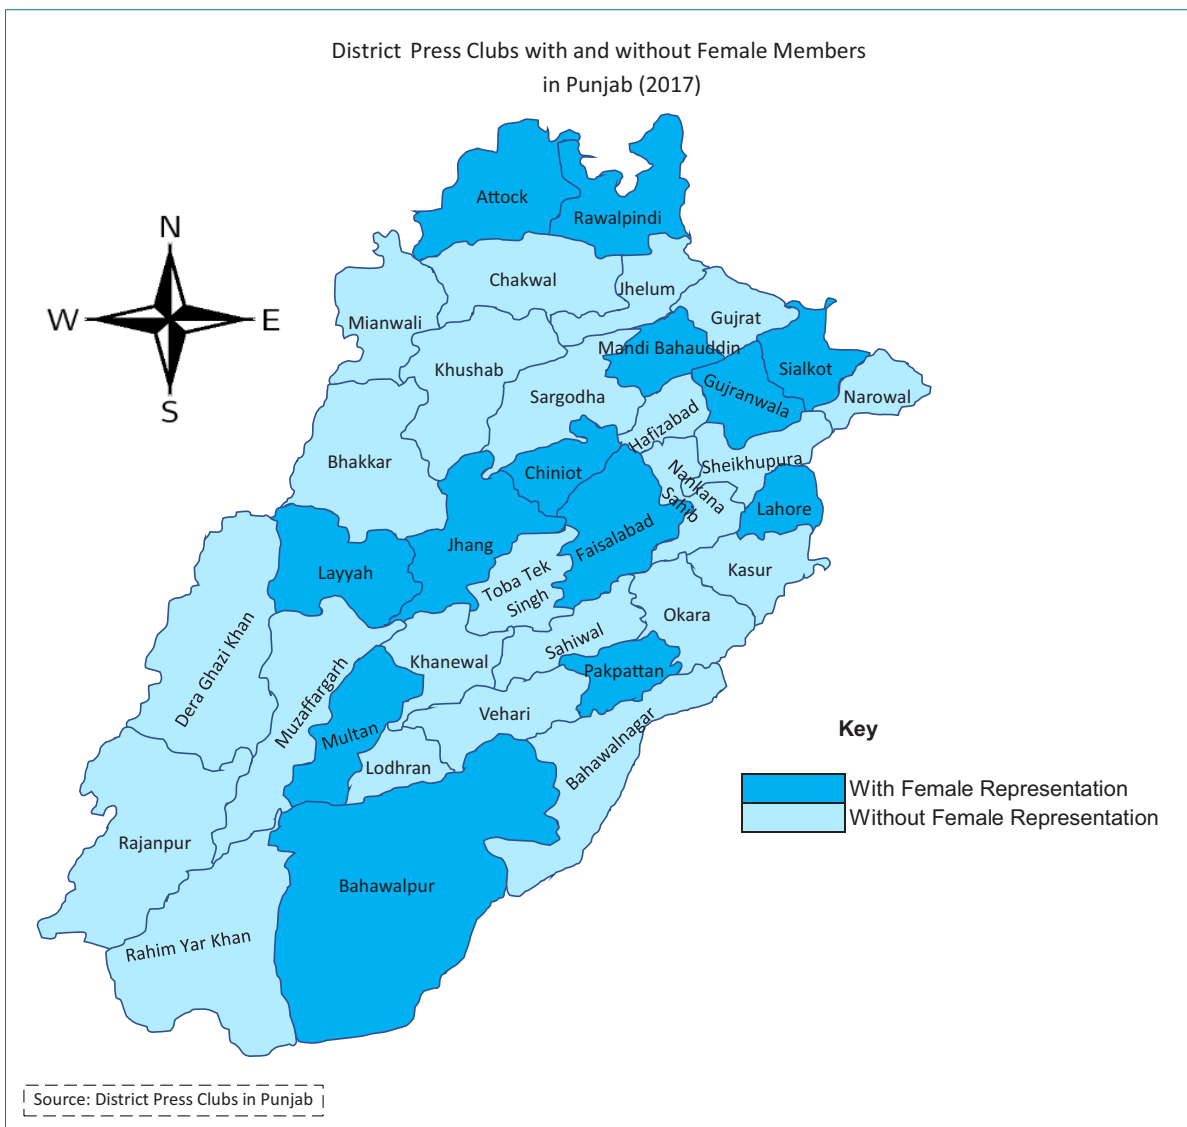 District Press Clubs with and without Female Members
in Punjab (2017)
N
W
E
S
Attock
Rawalpindi
Chakwal
Jhelum
Mianwali
Gujrat
Mandi Bahauddin
Khushab
Sialkot
Gujranwala
Sargodha
Narowal
Hafizabad
Bhakkar
Chiniot
Sheikhupura
Nankana
Sahib
Lahore
Faisalabad
Jhang
Layyah
Toba Tek
Singh
Kasur
Okara
Dera Ghazi Khan
Muzaffargarh
Khanewal
Sahiwal
Pakpattan
Vehari
Multan
Lodhran
Bahawalnagar
Rajanpur
Bahawalpur
Rahim Yar Khan
Key
With Female Representation
Without Female Representation
Source: District Press Clubs in Punjab